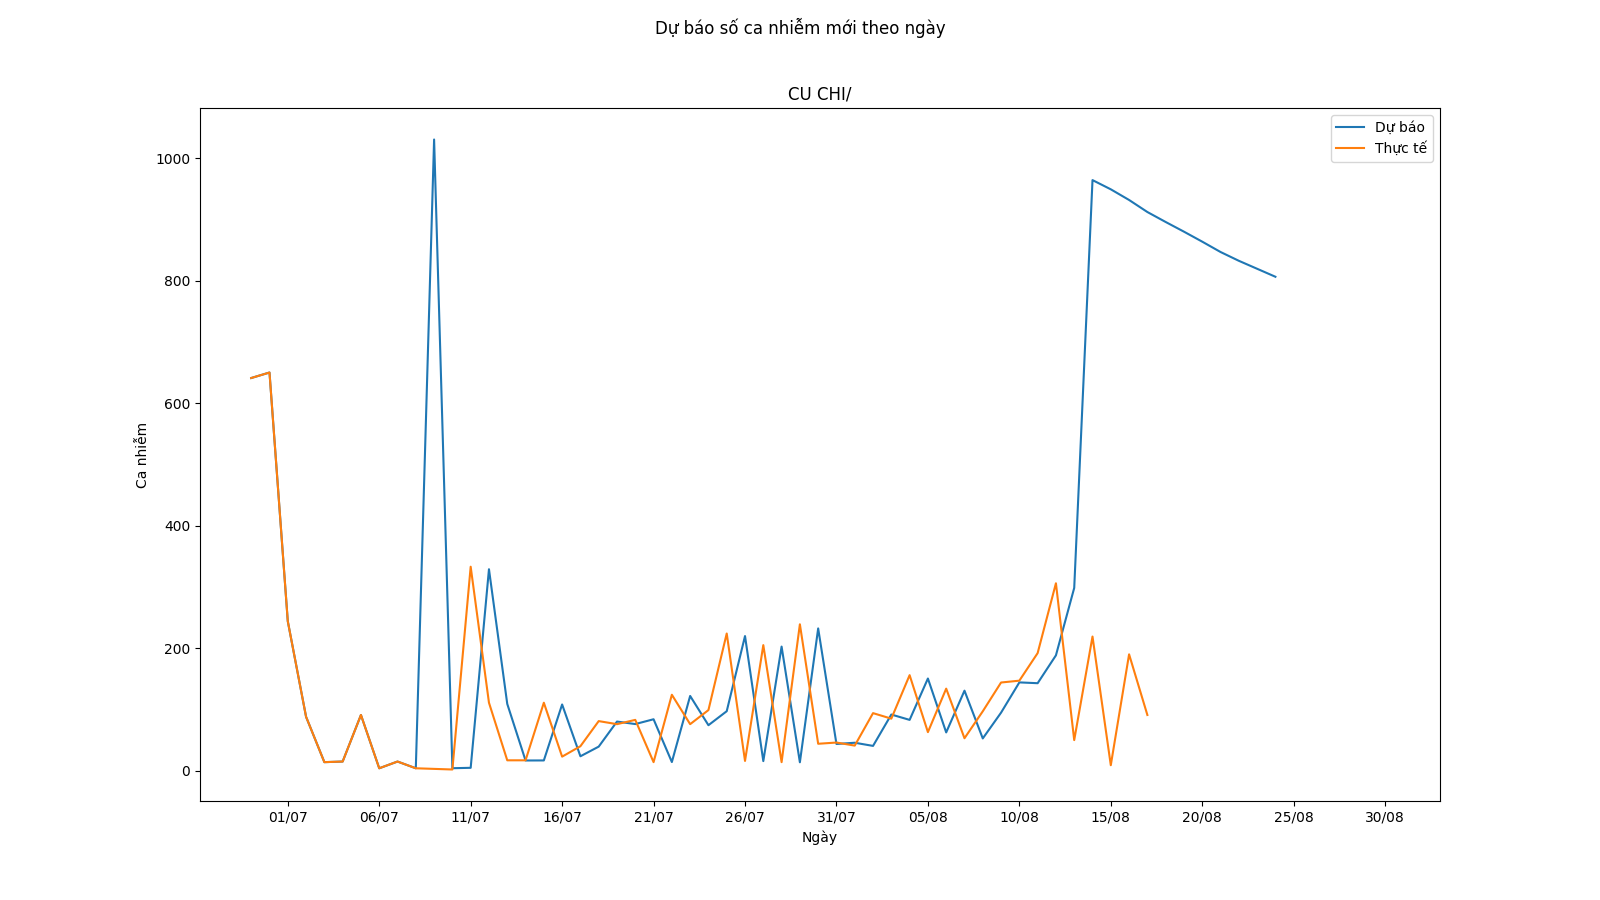 Dự báo số ca nhiễm mới theo ngày
CU CHI/
Dự báo
Thực tế
1000
800
600
400
200
0
Ca nhiễm
01/07 06/07 11/07 16/07 21/07 26/07 31/07 05/08 10/08 15/08 20/08 25/08 30/08
Ngày